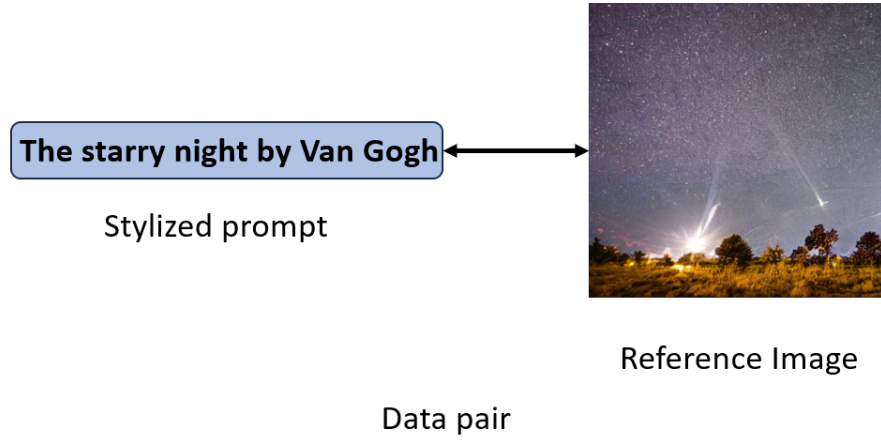 The starry night by Van Gogh
Stylized prompt
Reference Image
Data pair